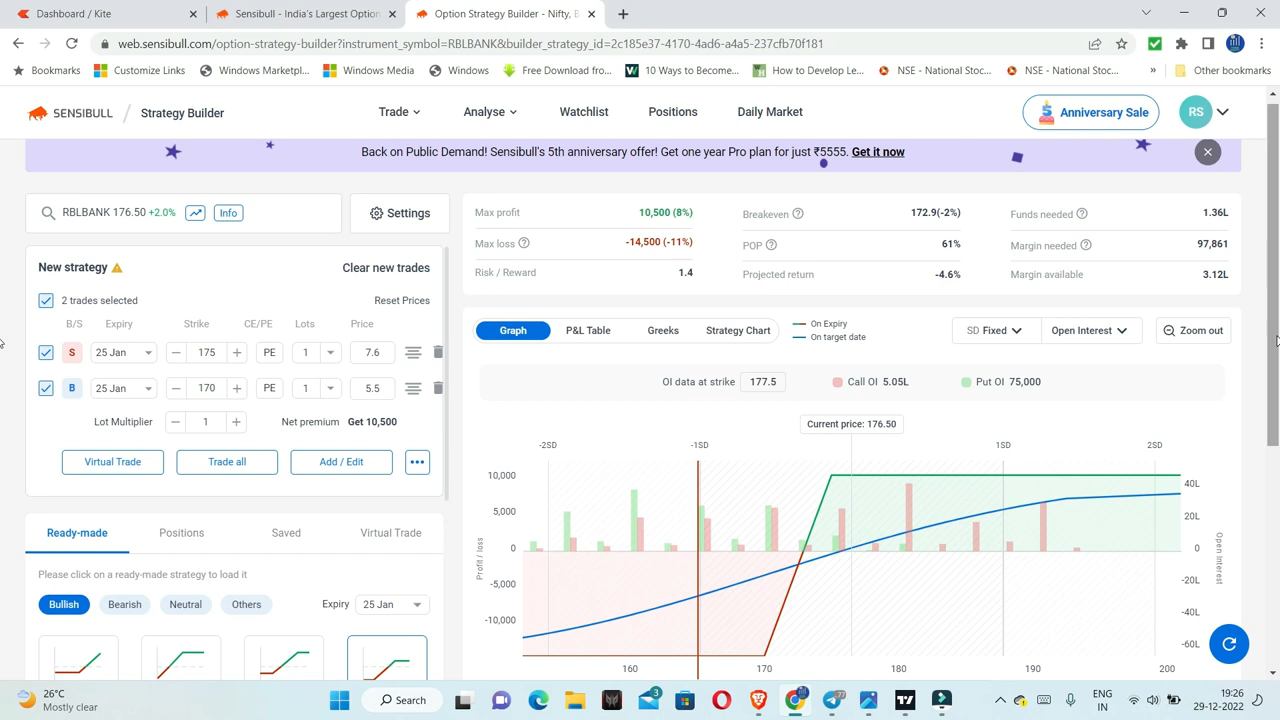 Dashboard / Kite
Sensibull - India's Largest Option
Option Strategy Builder - Nifty, B
web.sensibull.com/option-strategy-builder?instrument_symbol=RBLBANK&builder_strategy_id=2c185e37-4170-4ad6-a4a5-237cfb70f181
Bookmarks Customize Links Windows Marketpl... Windows Media Windows Free Download fro... 10 Ways to Become... How to Develop Le... NSE - National Stoc... NSE - National Stoc... » Other bookmarks
SENSIBULL / Strategy Builder Trade Analyse Watchlist Positions Daily Market 5 Anniversary Sale RS
Back on Public Demand! Sensibull's 5th anniversary offer! Get one year Pro plan for just ₹5555. Get it now
RBLBANK 176.50 +2.0% Info Settings
Max profit 10,500 (8%) Breakeven 172.9(-2%) Funds needed 1.36L
Max loss -14,500 (-11%) POP 61% Margin needed 97,861
Risk / Reward 1.4 Projected return -4.6% Margin available 3.12L
New strategy Clear new trades
2 trades selected Reset Prices
B/S Expiry Strike CE/PE Lots Price
S 25 Jan − 175 + PE 1 7.6
B 25 Jan − 170 + PE 1 5.5
Lot Multiplier − 1 + Net premium Get 10,500
Virtual Trade Trade all Add / Edit
Ready-made Positions Saved Virtual Trade
Please click on a ready-made strategy to load it
Bullish Bearish Neutral Others Expiry 25 Jan
Graph P&L Table Greeks Strategy Chart
On Expiry
On target date
SD Fixed Open Interest Zoom out
OI data at strike 177.5 Call OI 5.05L Put OI 75,000
Current price: 176.50
-2SD -1SD 1SD 2SD
10,000 40L
5,000 20L
0 0
-5,000 -20L
-10,000 -40L
-60L
Profit / loss
Open Interest
160 170 180 190 200
26°C
Mostly clear
Search
3
77
ENG
IN
19:26
29-12-2022